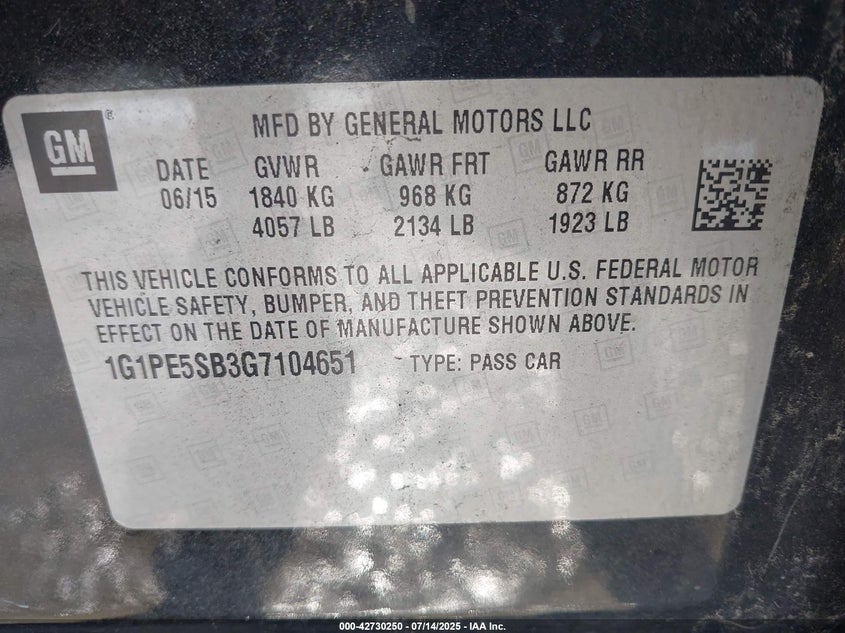 GM®
MFD BY GENERAL MOTORS LLC
DATE GVWR GAWR FRT GAWR RR
06/15 1840 KG 968 KG 872 KG
4057 LB 2134 LB 1923 LB
THIS VEHICLE CONFORMS TO ALL APPLICABLE U.S. FEDERAL MOTOR
VEHICLE SAFETY, BUMPER, AND THEFT PREVENTION STANDARDS IN
EFFECT ON THE DATE OF MANUFACTURE SHOWN ABOVE.
1G1PE5SB3G7104651 TYPE: PASS CAR
000-42730250 - 07/14/2025 - IAA Inc.